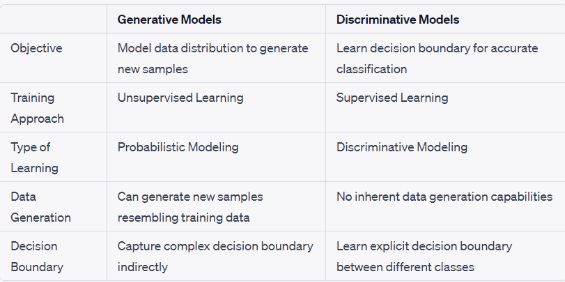 Generative Models Discriminative Models
Objective Model data distribution to generate Learn decision boundary for accurate
new samples classification
Training Unsupervised Learning Supervised Learning
Approach
Type of Probabilistic Modeling Discriminative Modeling
Learning
Data Can generate new samples No inherent data generation capabilities
Generation resembling training data
Decision Capture complex decision boundary Learn explicit decision boundary
Boundary indirectly between different classes